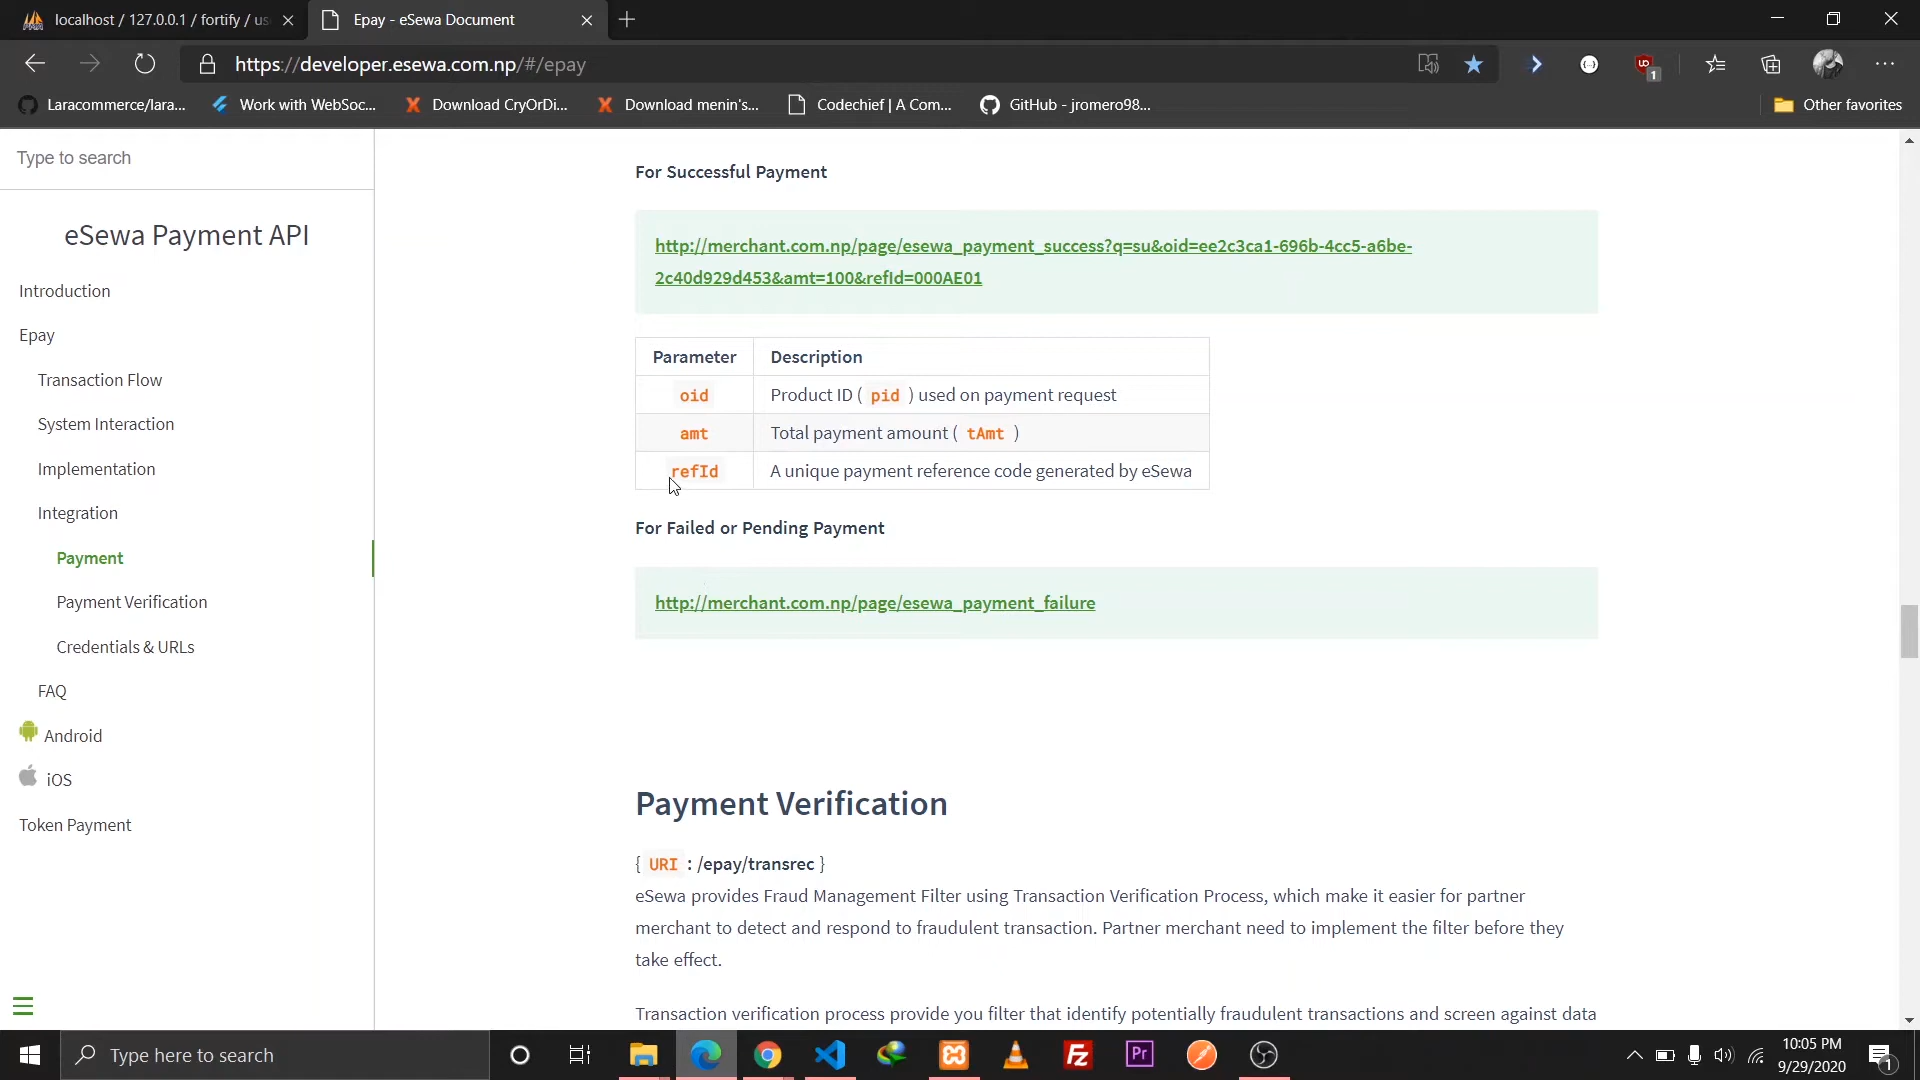 localhost / 127.0.0.1 / fortify / us
Epay - eSewa Document
https://developer.esewa.com.np/#/epay
1
Laracommerce/lara...
Work with WebSoc...
Download CryOrDi...
Download menin's...
Codechief | A Com...
GitHub - jromero98...
Other favorites
Type to search
eSewa Payment API
Introduction
Epay
Transaction Flow
System Interaction
Implementation
Integration
Payment
Payment Verification
Credentials & URLs
FAQ
Android
iOS
Token Payment
For Successful Payment
http://merchant.com.np/page/esewa_payment_success?q=su&oid=ee2c3ca1-696b-4cc5-a6be-
2c40d929d453&amt=100&refId=000AE01
Parameter Description
oid Product ID ( pid ) used on payment request
amt Total payment amount ( tAmt )
refId A unique payment reference code generated by eSewa
For Failed or Pending Payment
http://merchant.com.np/page/esewa_payment_failure
Payment Verification
{ URI : /epay/transrec }
eSewa provides Fraud Management Filter using Transaction Verification Process, which make it easier for partner
merchant to detect and respond to fraudulent transaction. Partner merchant need to implement the filter before they
take effect.
Transaction verification process provide you filter that identify potentially fraudulent transactions and screen against data
Type here to search
Fz
Pr
10:05 PM
9/29/2020
1